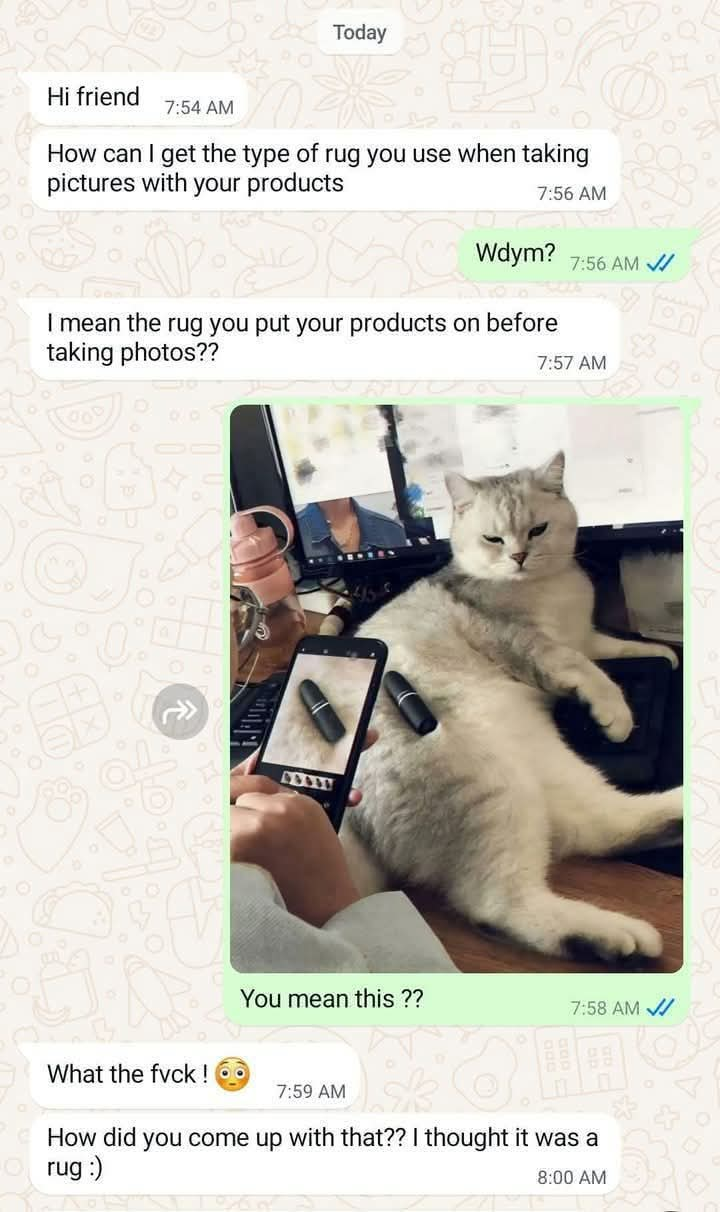 Today
Hi friend 7:54 AM
How can I get the type of rug you use when taking
pictures with your products 7:56 AM
Wdym? 7:56 AM
I mean the rug you put your products on before
taking photos?? 7:57 AM
You mean this ?? 7:58 AM
What the fvck ! 😳 7:59 AM
How did you come up with that?? I thought it was a
rug :) 8:00 AM